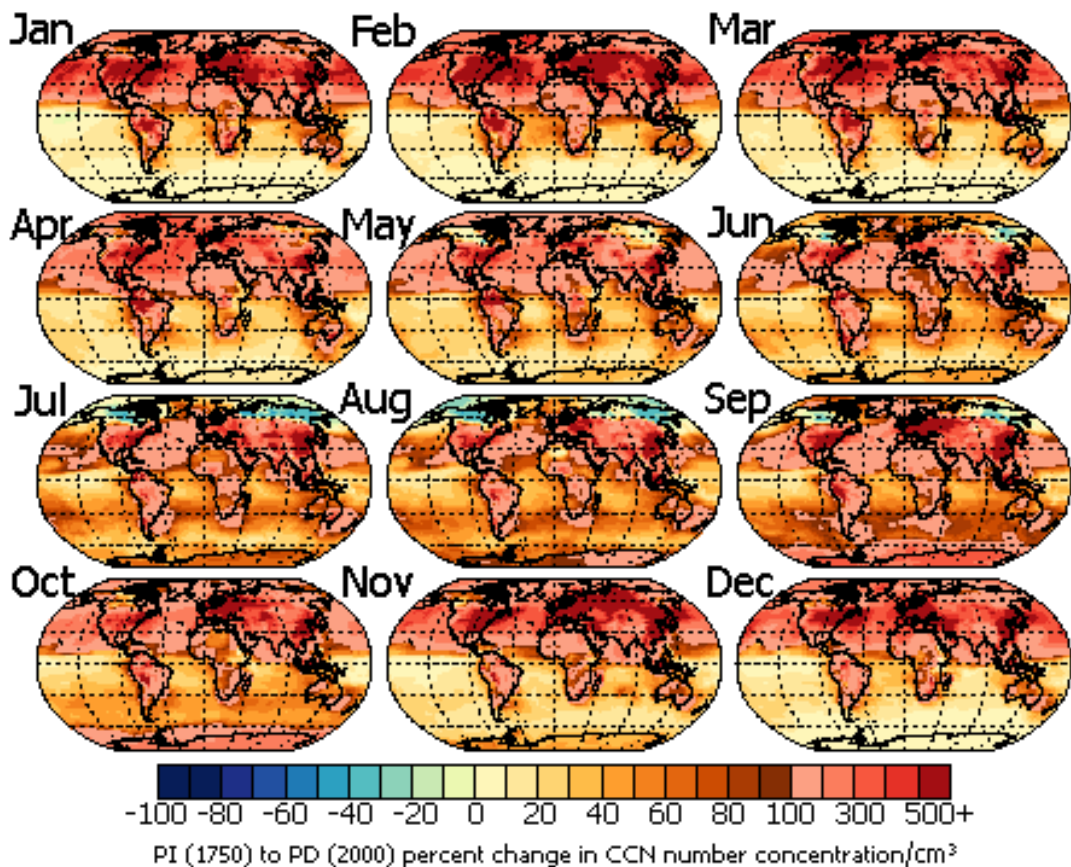 Jan Feb Mar
Apr May Jun
Jul Aug Sep
Oct Nov Dec
-100 -80 -60 -40 -20 0 20 40 60 80 100 300 500+
PI (1750) to PD (2000) percent change in CCN number concentration/cm³